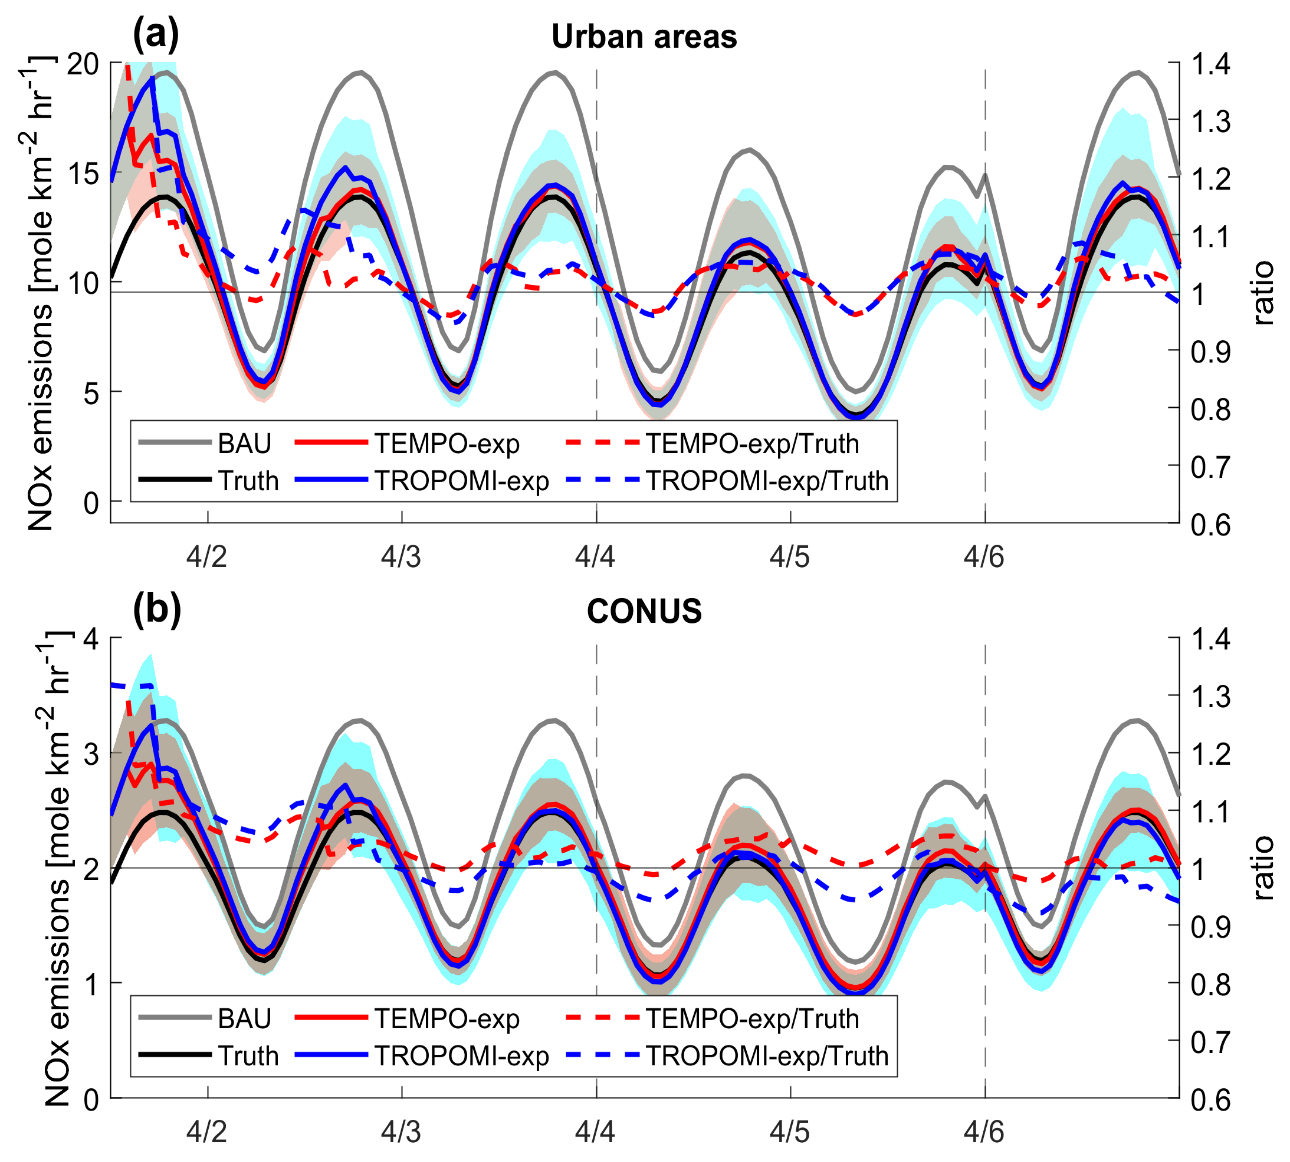 (a)
Urban areas
NOx emissions [mole km-2 hr-1]
20
15
10
5
0
1.4
1.3
1.2
1.1
1
0.9
0.8
0.7
0.6
ratio
BAU TEMPO-exp TEMPO-exp/Truth
Truth TROPOMI-exp TROPOMI-exp/Truth
4/2 4/3 4/4 4/5 4/6
(b)
CONUS
NOx emissions [mole km-2 hr-1]
4
3
2
1
0
1.4
1.3
1.2
1.1
1
0.9
0.8
0.7
0.6
ratio
BAU TEMPO-exp TEMPO-exp/Truth
Truth TROPOMI-exp TROPOMI-exp/Truth
4/2 4/3 4/4 4/5 4/6